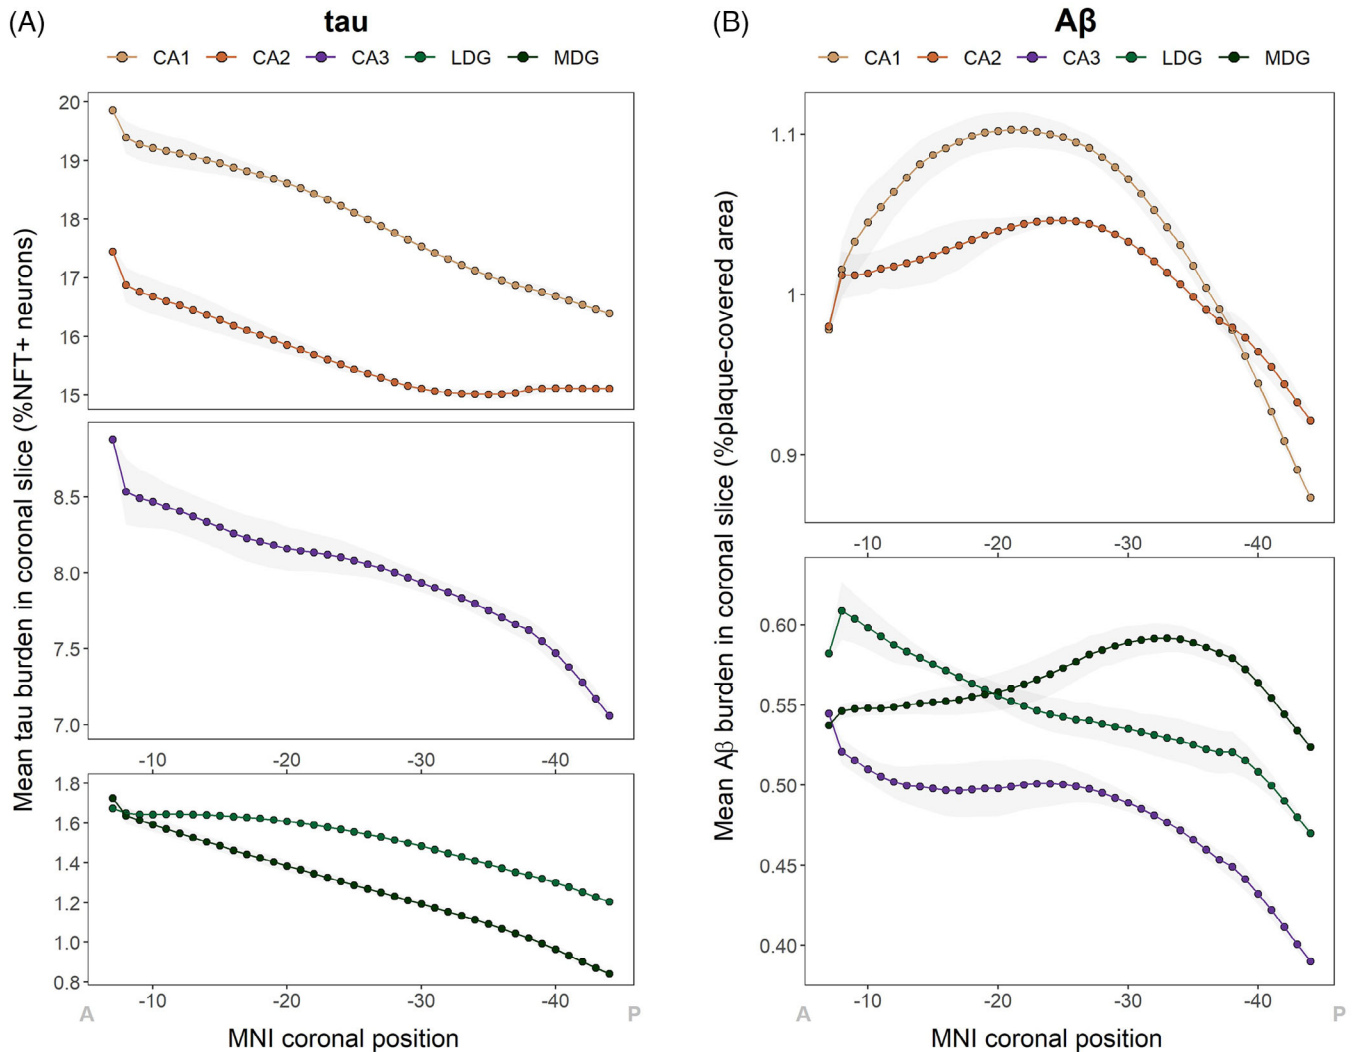 (A) tau
CA1 CA2 CA3 LDG MDG
Mean tau burden in coronal slice (%NFT+ neurons)
20
19
18
17
16
15
8.5
8.0
7.5
7.0
-10 -20 -30 -40
1.8
1.6
1.4
1.2
1.0
0.8
-10 -20 -30 -40
A P
MNI coronal position
(B) Aβ
CA1 CA2 CA3 LDG MDG
Mean Aβ burden in coronal slice (%plaque-covered area)
1.1
1
0.9
-10 -20 -30 -40
0.60
0.55
0.50
0.45
0.40
-10 -20 -30 -40
A P
MNI coronal position